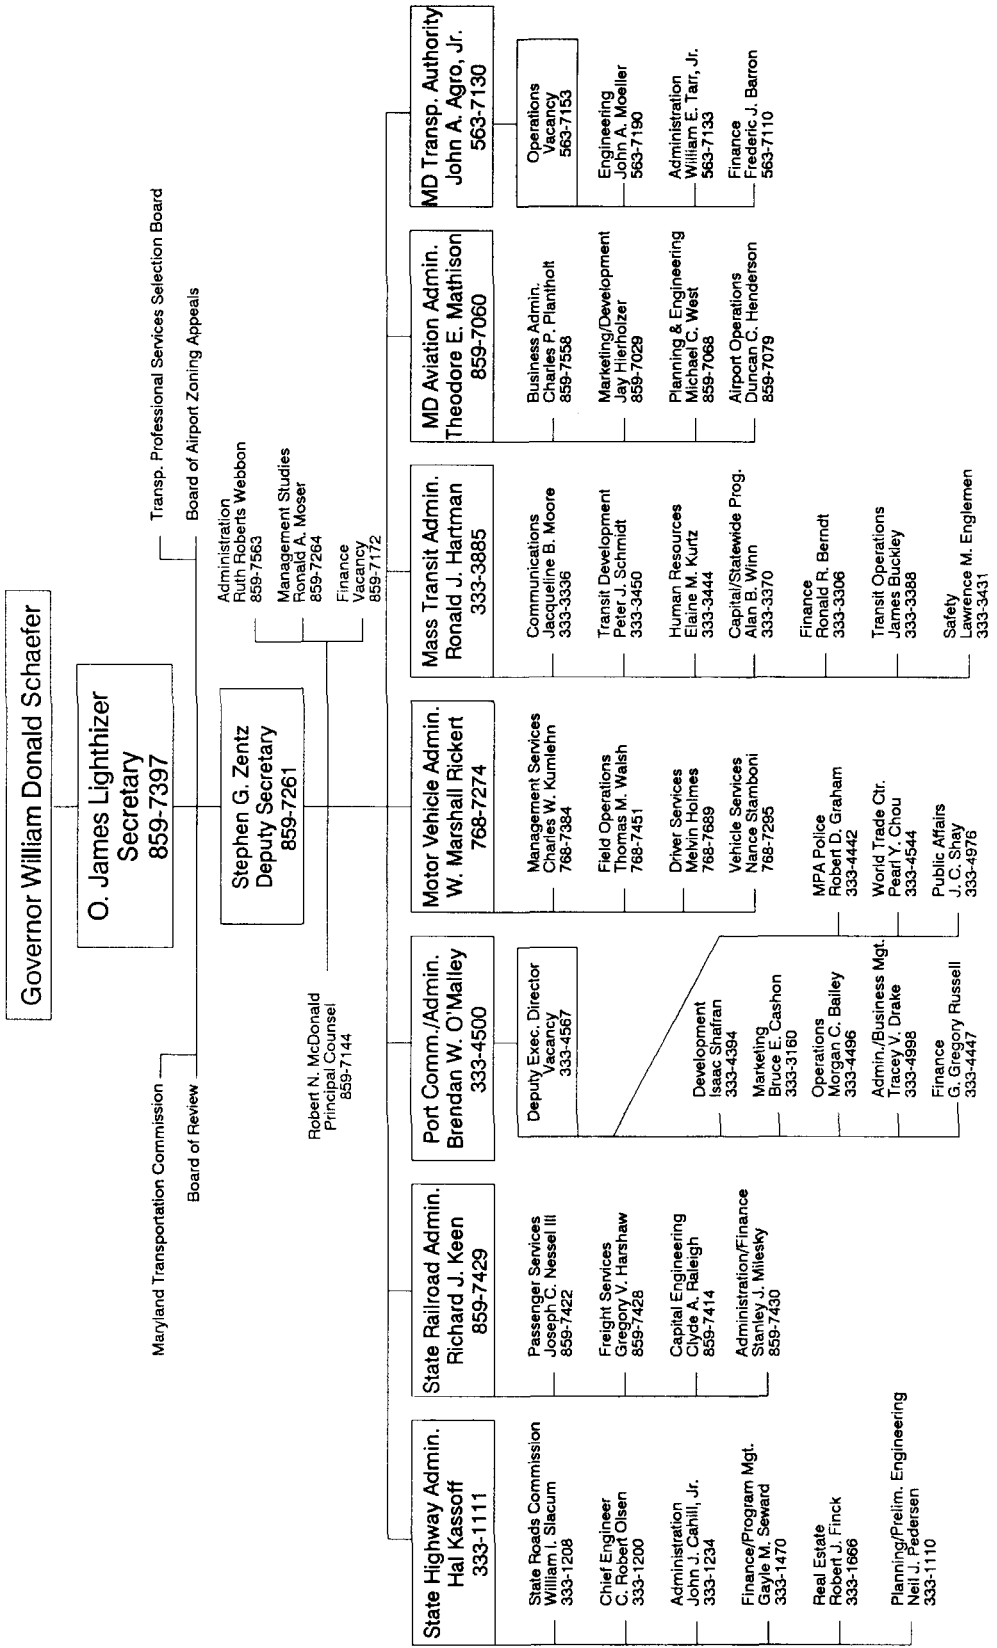 Governor William Donald Schaefer
O. James Lighthizer
Secretary
859-7397
Maryland Transportation Commission
Board of Review
Transp. Professional Services Selection Board
Board of Airport Zoning Appeals
Stephen G. Zentz
Deputy Secretary
859-7261
Robert N. McDonald
Principal Counsel
859-7144
Administration
Ruth Roberts Webbon
859-7563
Management Studies
Ronald A. Moser
859-7264
Finance
Vacancy
859-7172
State Highway Admin.
Hal Kassoff
333-1111
State Roads Commission
William I. Slacum
333-1208
Chief Engineer
C. Robert Olsen
333-1200
Administration
John J. Cahill, Jr.
333-1234
Finance/Program Mgt.
Gayle M. Seward
333-1470
Real Estate
Robert J. Finck
333-1666
Planning/Prelim. Engineering
Neil J. Pedersen
333-1110
State Railroad Admin.
Richard J. Keen
859-7429
Passenger Services
Joseph C. Nessel III
859-7422
Freight Services
Gregory V. Harshaw
859-7428
Capital Engineering
Clyde A. Raleigh
859-7414
Administration/Finance
Stanley J. Milesky
859-7430
Port Comm./Admin.
Brendan W. O'Malley
333-4500
Deputy Exec. Director
Vacancy
333-4567
Development
Isaac Shafran
333-4394
Marketing
Bruce E. Cashon
333-3160
Operations
Morgan C. Bailey
333-4496
Admin./Business Mgt.
Tracey V. Drake
333-4998
Finance
G. Gregory Russell
333-4447
MPA Police
Robert D. Graham
333-4442
World Trade Ctr.
Pearl Y. Chou
333-4544
Public Affairs
J. C. Shay
333-4976
Motor Vehicle Admin.
W. Marshall Rickert
768-7274
Management Services
Charles W. Kumlehn
768-7384
Field Operations
Thomas M. Walsh
768-7451
Driver Services
Melvin Holmes
768-7689
Vehicle Services
Nance Stamboni
768-7295
Mass Transit Admin.
Ronald J. Hartman
333-3885
Communications
Jacqueline B. Moore
333-3336
Transit Development
Peter J. Schmidt
333-3450
Human Resources
Elaine M. Kurtz
333-3444
Capital/Statewide Prog.
Alan B. Winn
333-3370
Finance
Ronald R. Berndt
333-3306
Transit Operations
James Buckley
333-3388
Safety
Lawrence M. Englemen
333-3431
MD Aviation Admin.
Theodore E. Mathison
859-7060
Business Admin.
Charles P. Plantholt
859-7558
Marketing/Development
Jay Hierholzer
859-7029
Planning & Engineering
Michael C. West
859-7068
Airport Operations
Duncan C. Henderson
859-7079
MD Transp. Authority
John A. Agro, Jr.
563-7130
Operations
Vacancy
563-7153
Engineering
John A. Moeller
563-7190
Administration
William E. Tarr, Jr.
563-7133
Finance
Frederic J. Barron
563-7110